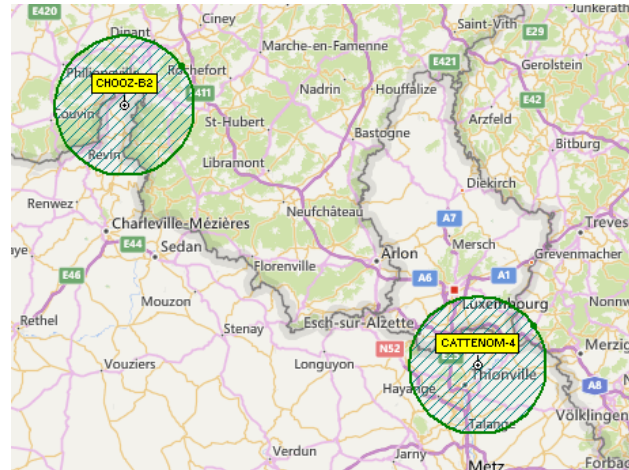 E420
Ciney
Junkerath
Dinant
Saint-Vith
E29
Marche-en-Famenne
E421
Gerolstein
Philippeville
Rochefort
CHOOZ-B2
E411
Nadrin
Houffalize
E42
Couvin
Arzfeld
St-Hubert
Bastogne
Bitburg
Revin
Libramont
Diekirch
Renwez
Neufchâteau
A7
Charleville-Mézières
Treves
E44
Mersch
Sedan
Arlon
Grevenmacher
E46
Florenville
A6
A1
Mouzon
Luxembourg
Nonnw
Rethel
Stenay
Esch-sur-Alzette
CATTENOM-4
Merzig
N52
Vouziers
Longuyon
Thionville
Hayange
A8
Völklingen
Talange
Verdun
Jarny
Metz
Forbac